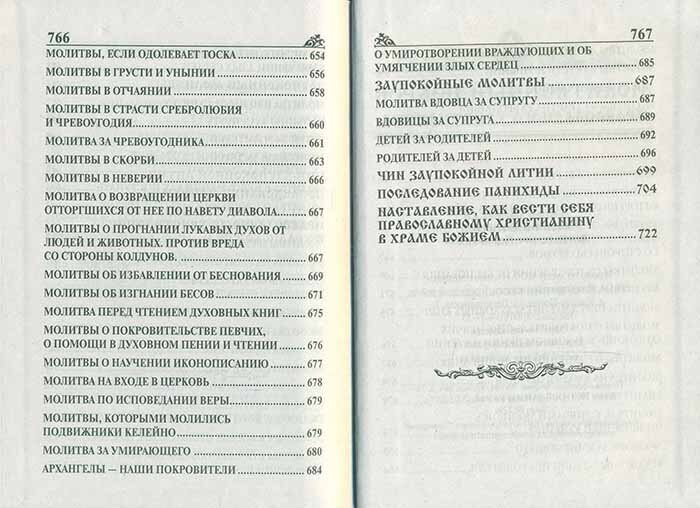 766
МОЛИТВЫ, ЕСЛИ ОДОЛЕВАЕТ ТОСКА 654
МОЛИТВЫ В ГРУСТИ И УНЫНИИ 656
МОЛИТВЫ В ОТЧАЯНИИ 658
МОЛИТВЫ В СТРАСТИ СРЕБРОЛЮБИЯ
И ЧРЕВОУГОДИЯ 660
МОЛИТВА ЗА ЧРЕВОУГОДНИКА 661
МОЛИТВЫ В СКОРБИ 663
МОЛИТВЫ В НЕВЕРИИ 666
МОЛИТВА О ВОЗВРАЩЕНИИ ЦЕРКВИ
ОТТОРГШИХСЯ ОТ НЕЕ ПО НАВЕТУ ДИАВОЛА. 667
МОЛИТВЫ О ПРОГНАНИИ ЛУКАВЫХ ДУХОВ ОТ
ЛЮДЕЙ И ЖИВОТНЫХ. ПРОТИВ ВРЕДА
СО СТОРОНЫ КОЛДУНОВ. 667
МОЛИТВЫ ОБ ИЗБАВЛЕНИИ ОТ БЕСНОВАНИЯ 669
МОЛИТВЫ ОБ ИЗГНАНИИ БЕСОВ 671
МОЛИТВА ПЕРЕД ЧТЕНИЕМ ДУХОВНЫХ КНИГ 675
МОЛИТВЫ О ПОКРОВИТЕЛЬСТВЕ ПЕВЧИХ,
О ПОМОЩИ В ДУХОВНОМ ПЕНИИ И ЧТЕНИИ 676
МОЛИТВЫ О НАУЧЕНИИ ИКОНОПИСАНИЮ 677
МОЛИТВА НА ВХОДЕ В ЦЕРКОВЬ 678
МОЛИТВА ПО ИСПОВЕДАНИИ ВЕРЫ 679
МОЛИТВЫ, КОТОРЫМИ МОЛИЛИСЬ
ПОДВИЖНИКИ КЕЛЕЙНО 679
МОЛИТВА ЗА УМИРАЮЩЕГО 680
АРХАНГЕЛЫ — НАШИ ПОКРОВИТЕЛИ 684
767
О УМИРОТВОРЕНИИ ВРАЖДУЮЩИХ И ОБ
УМЯГЧЕНИИ ЗЛЫХ СЕРДЕЦ 685
ЗАУПОКОЙНЫЕ МОЛИТВЫ 687
МОЛИТВА ВДОВЦА ЗА СУПРУГУ 687
ВДОВИЦЫ ЗА СУПРУГА 689
ДЕТЕЙ ЗА РОДИТЕЛЕЙ 692
РОДИТЕЛЕЙ ЗА ДЕТЕЙ 696
ЧИН ЗАУПОКОЙНОЙ ЛИТИИ 699
ПОСЛЕДОВАНИЕ ПАНИХИДЫ 704
НАСТАВЛЕНИЕ, КАК ВЕСТИ СЕБЯ
ПРАВОСЛАВНОМУ ХРИСТИАНИНУ
В ХРАМЕ БОЖИЕМ 722